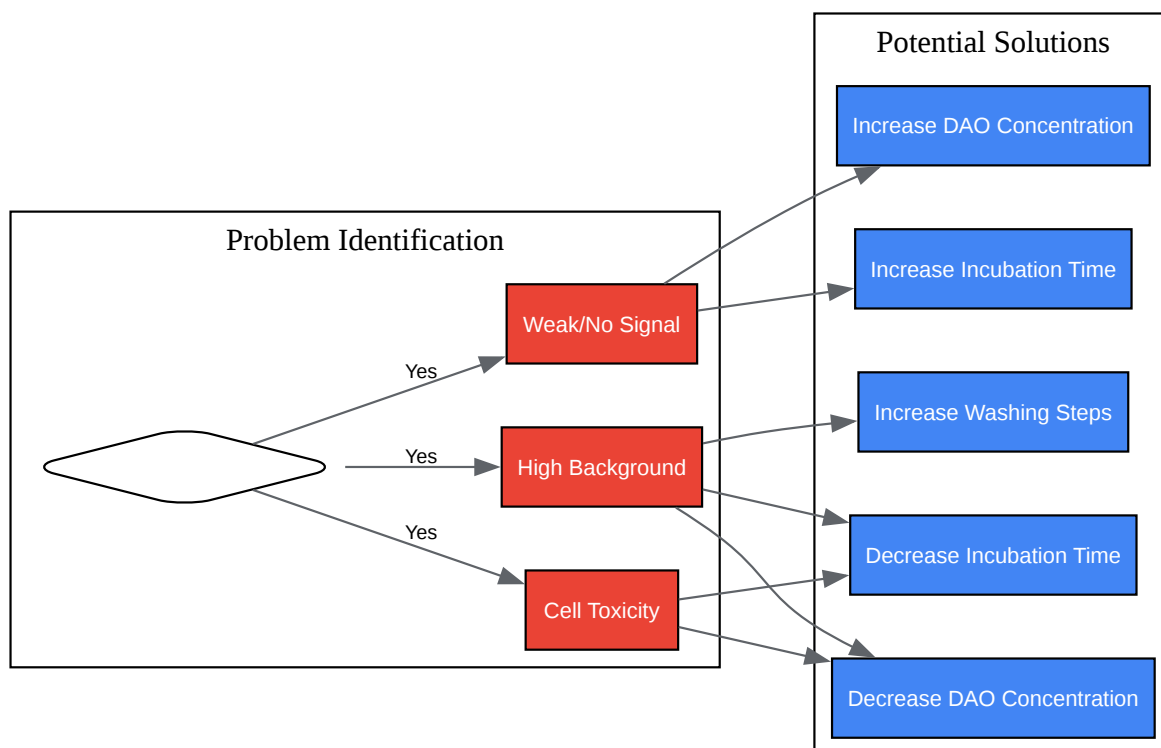 Potential Solutions
Increase DAO Concentration
Problem Identification
Increase Incubation Time
Weak/No Signal
Yes
Increase Washing Steps
Yes
High Background
Yes
Decrease Incubation Time
Cell Toxicity
Decrease DAO Concentration